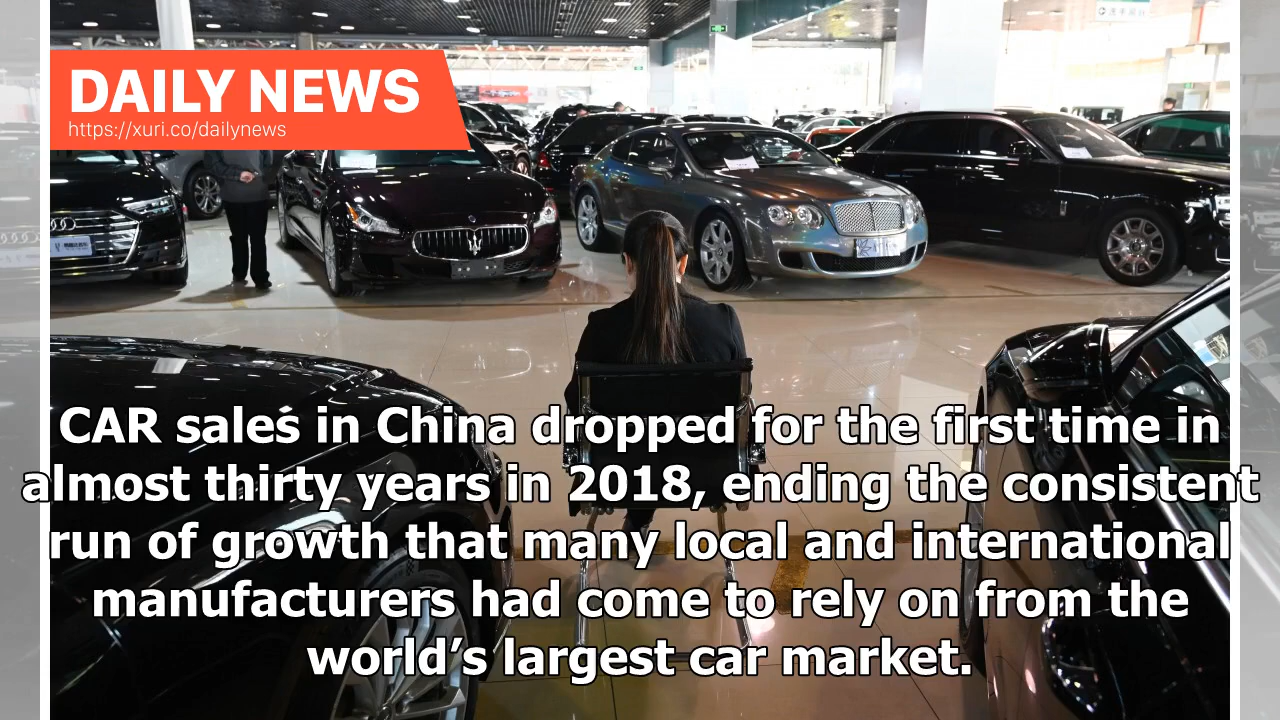 DAILY NEWS
https://xuri.co/dailynews
CAR sales in China dropped for the first time in
almost thirty years in 2018, ending the consistent
run of growth that many local and international
manufacturers had come to rely on from the
world’s largest car market.